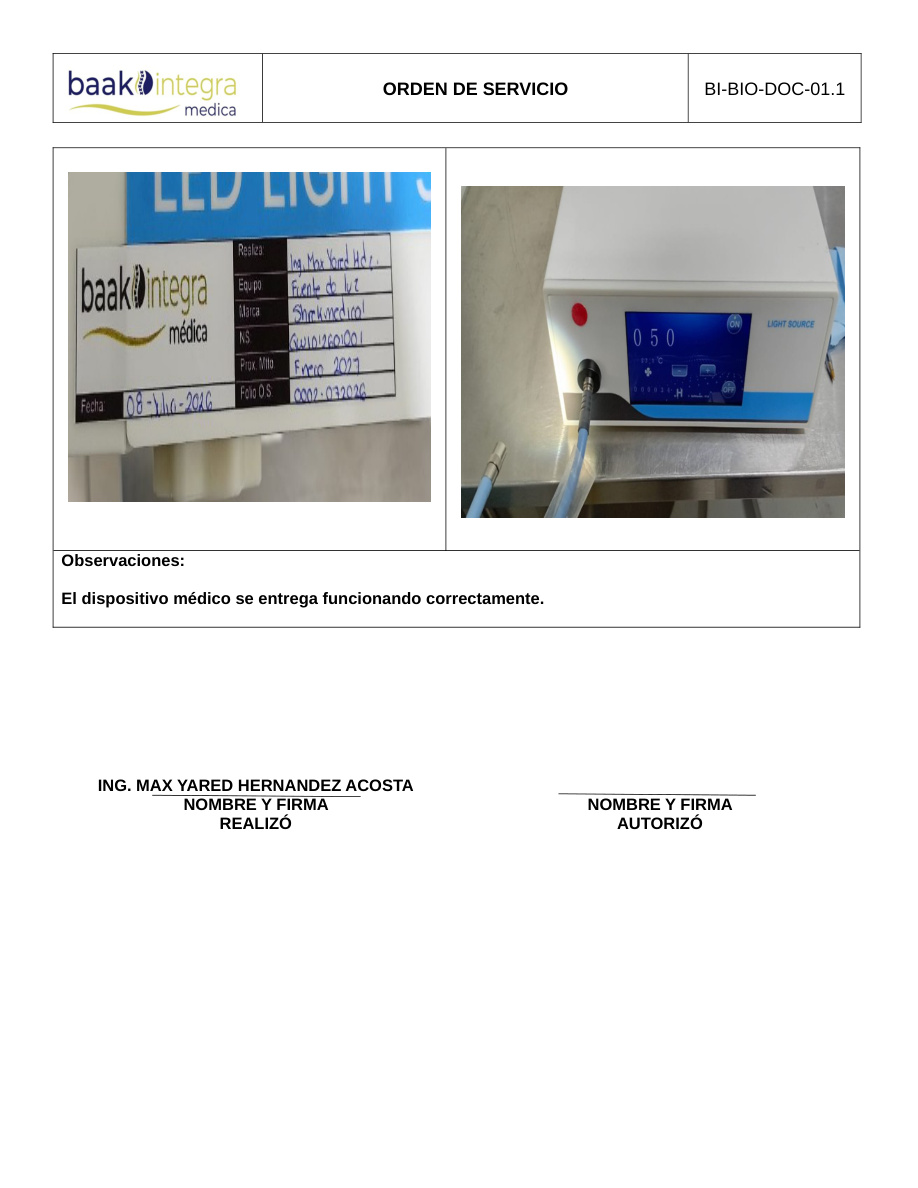 baak integra
medica
ORDEN DE SERVICIO
BI-BIO-DOC-01.1
LED LIGHT S
baak integra
médica
Fecha: 08-Julio-2026
Realiza: Ing. Max Yared Hdz.
Equipo Fuente de luz
Marca: Shrekmedical
NS.
Prox. Mtto. Enero 2027
Folio O.S. 0002-072026
050
ON
OFF
LIGHT SOURCE
Observaciones:
El dispositivo médico se entrega funcionando correctamente.
ING. MAX YARED HERNANDEZ ACOSTA
NOMBRE Y FIRMA
REALIZÓ
NOMBRE Y FIRMA
AUTORIZÓ